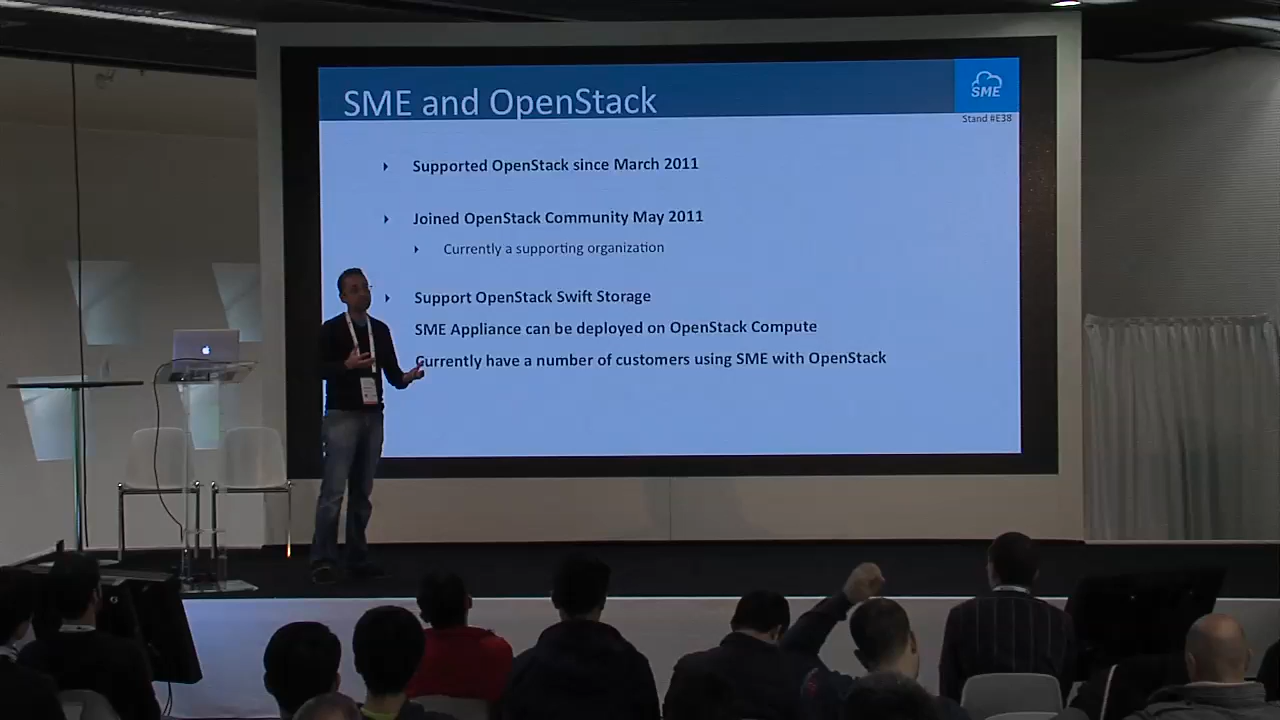 SME and OpenStack
SME
Stand #E38
Supported OpenStack since March 2011
Joined OpenStack Community May 2011
Currently a supporting organization
Support OpenStack Swift Storage
SME Appliance can be deployed on OpenStack Compute
Currently have a number of customers using SME with OpenStack